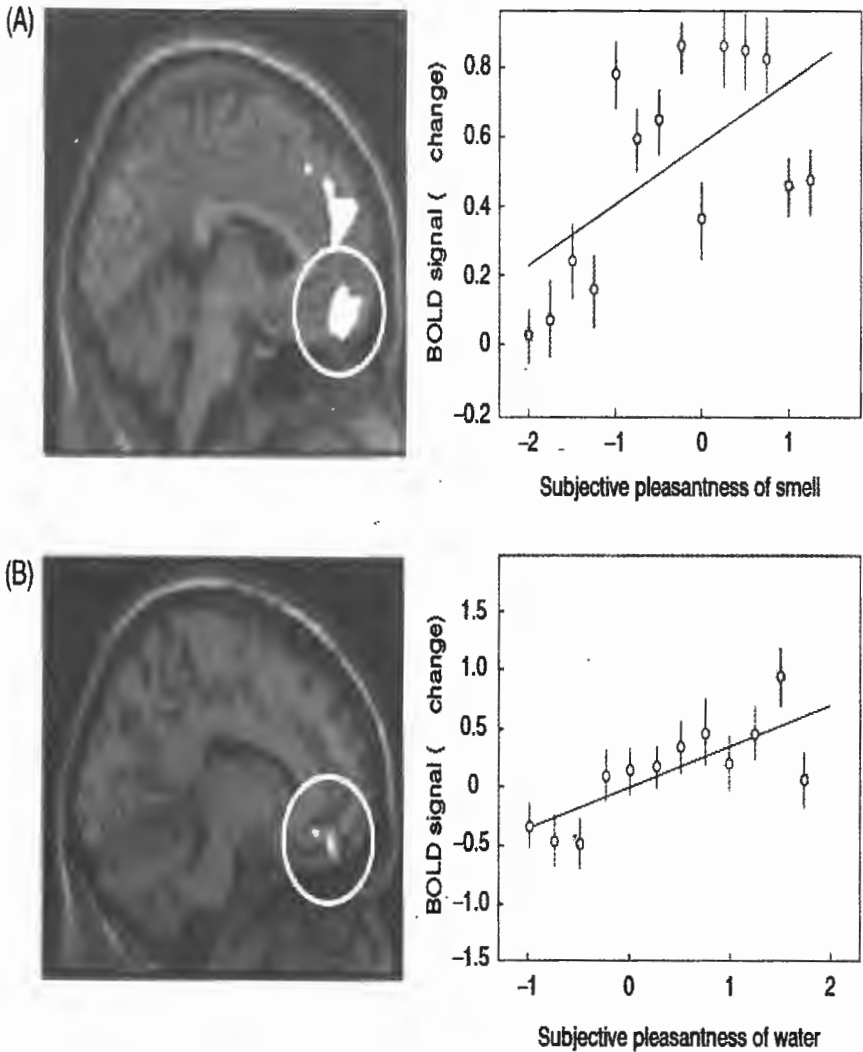 (A)
0.8
0.6
0.4
0.2
0
–0.2
BOLD signal ( change)
–2 –1 0 1
Subjective pleasantness of smell
(B)
1.5
1.0
0.5
0
–0.5
–1.0
–1.5
BOLD signal ( change)
–1 0 1 2
Subjective pleasantness of water